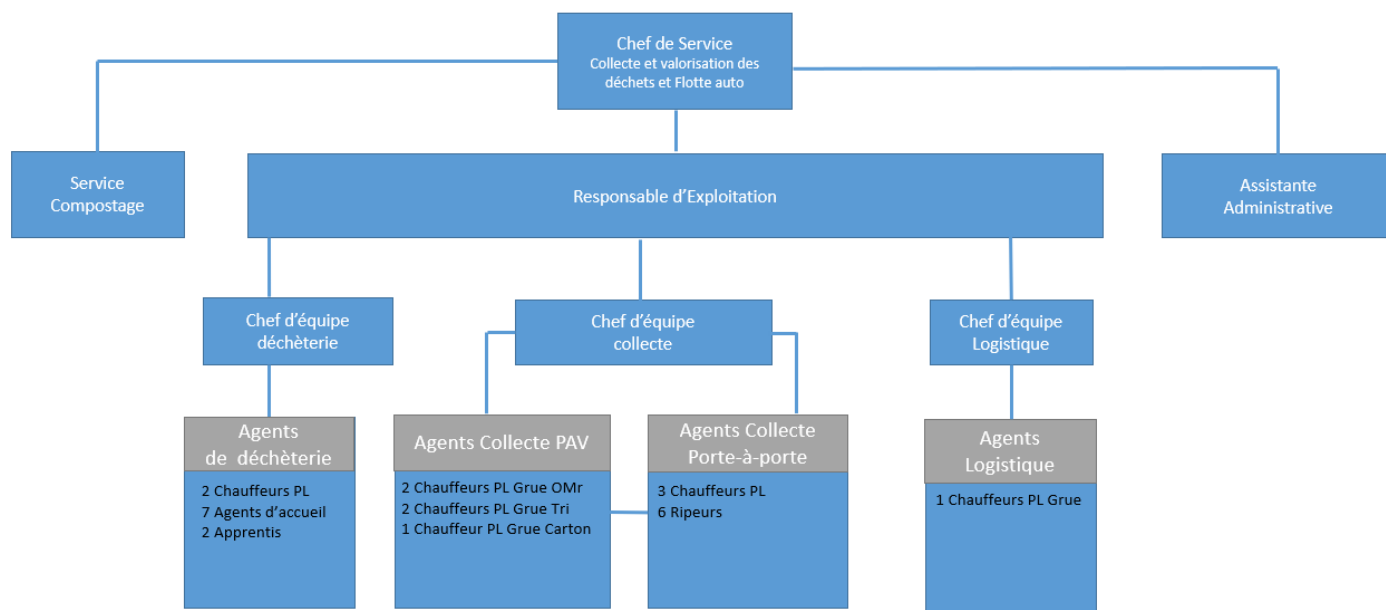 Chef de Service
Collecte et valorisation des
déchets et Flotte auto
Service
Compostage
Responsable d'Exploitation
Assistante
Administrative
Chef d'équipe
déchèterie
Chef d'équipe
collecte
Chef d'équipe
Logistique
Agents
de déchèterie
2 Chauffeurs PL
7 Agents d'accueil
2 Apprentis
Agents Collecte PAV
2 Chauffeurs PL Grue OMr
2 Chauffeurs PL Grue Tri
1 Chauffeur PL Grue Carton
Agents Collecte
Porte-à-porte
3 Chauffeurs PL
6 Ripeurs
Agents
Logistique
1 Chauffeurs PL Grue